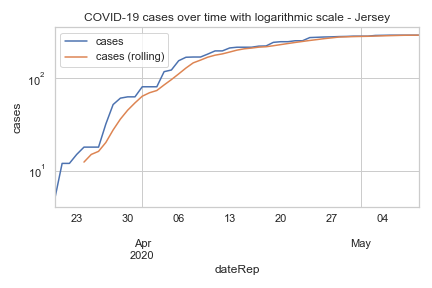 COVID-19 cases over time with logarithmic scale - Jersey
cases
cases (rolling)
10²
10¹
cases
23 30 06 13 20 27 04
Apr May
2020
dateRep